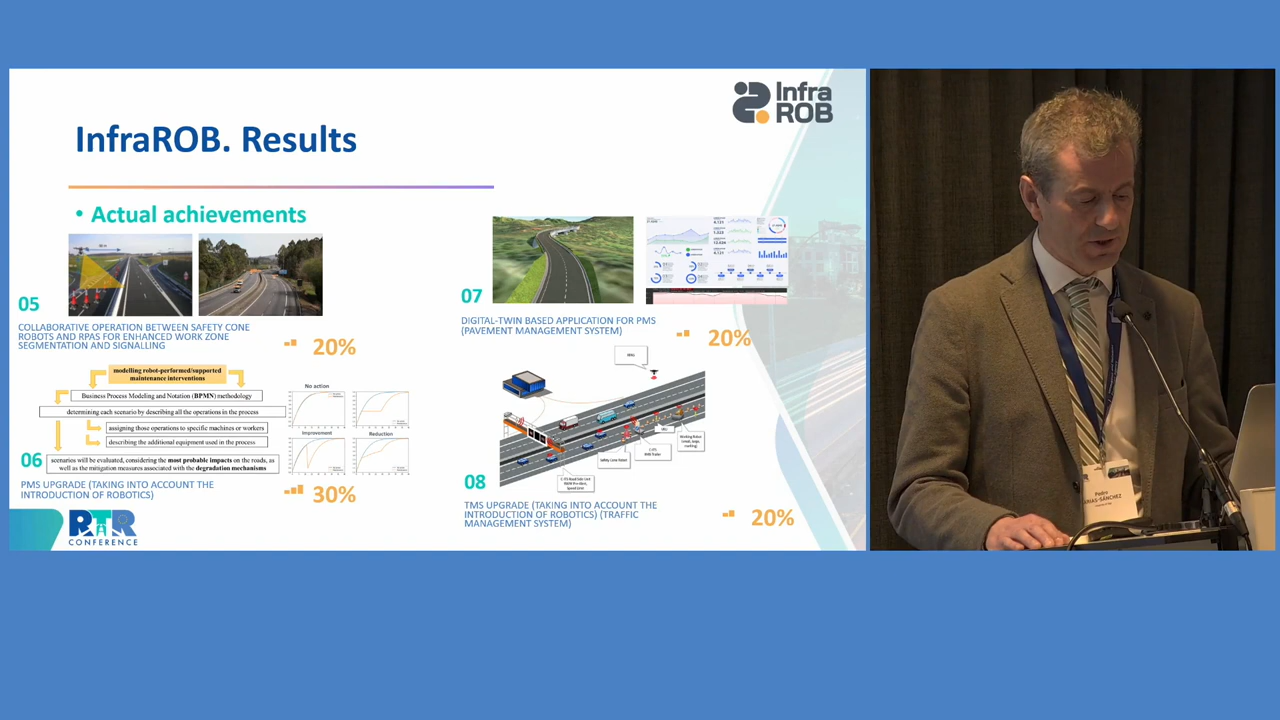 Infra
ROB
InfraROB. Results
• Actual achievements
05
COLLABORATIVE OPERATION BETWEEN SAFETY CONE
ROBOTS AND RPAS FOR ENHANCED WORK ZONE
SEGMENTATION AND SIGNALLING
20%
modelling robot-performed/supported
maintenance interventions
Business Process Modeling and Notation (BPMN) methodology
determining each scenario by describing all the operations in the process
assigning those operations to specific machines or workers
describing the additional equipment used in the process
scenarios will be evaluated, considering the most probable impacts on the roads, as
well as the mitigation measures associated with the degradation mechanisms
No action
Improvement
Reduction
06
PMS UPGRADE (TAKING INTO ACCOUNT THE
INTRODUCTION OF ROBOTICS)
30%
07
DIGITAL-TWIN BASED APPLICATION FOR PMS
(PAVEMENT MANAGEMENT SYSTEM)
20%
08
TMS UPGRADE (TAKING INTO ACCOUNT THE
INTRODUCTION OF ROBOTICS) (TRAFFIC
MANAGEMENT SYSTEM)
20%
RTR
CONFERENCE
Pedro
ARIAS-SÁNCHEZ